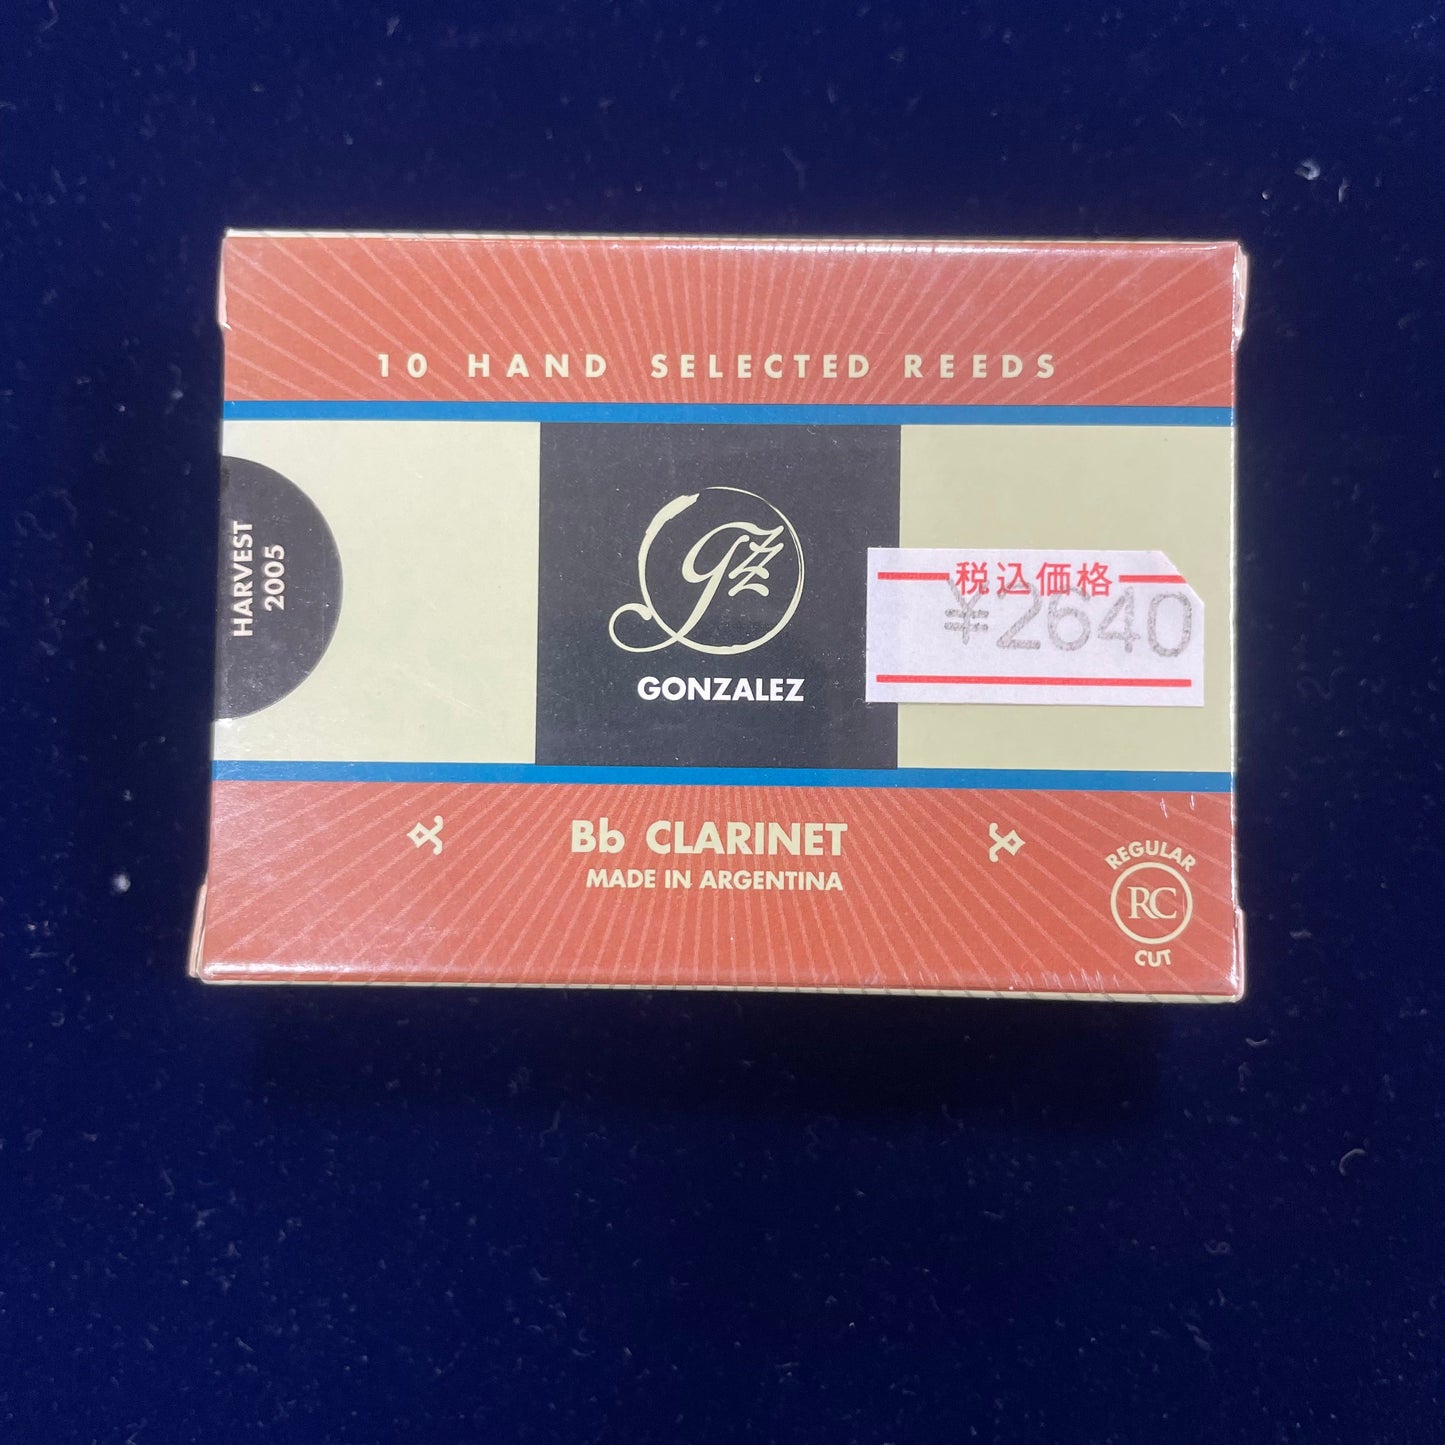 10 HAND SELECTED REEDS
HARVEST
2005
gz
GONZALEZ
税込価格
¥2640
Bb CLARINET
MADE IN ARGENTINA
REGULAR
RC
CUT